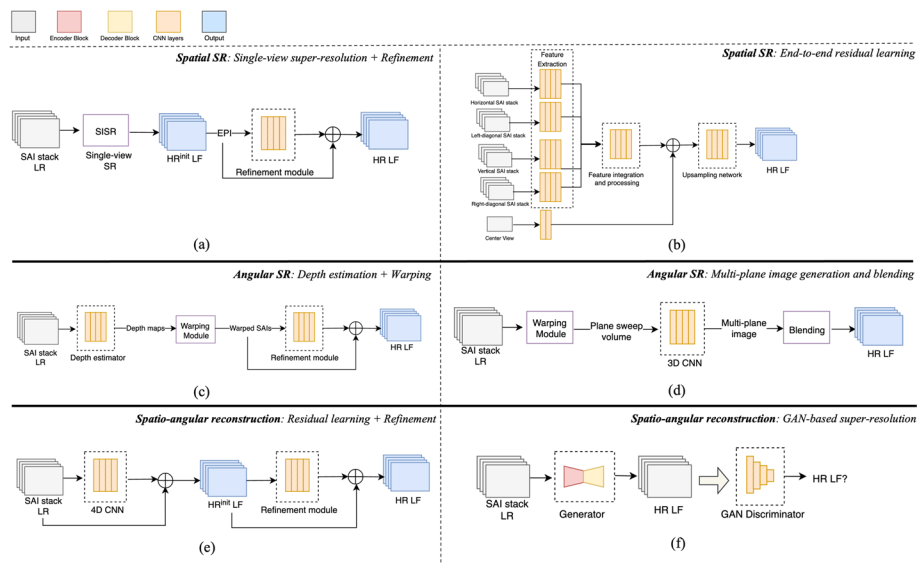 Input
Encoder Block
Decoder Block
CNN layers
Output
Spatial SR: Single-view super-resolution + Refinement
SAI stack
LR
SISR
Single-view
SR
HRinit LF
EPI
Refinement module
HR LF
(a)
Spatial SR: End-to-end residual learning
Feature
Extraction
Horizontal SAI stack
Left-diagonal SAI stack
Vertical SAI stack
Right-diagonal SAI stack
Center View
Feature integration
and processing
Upsampling network
HR LF
(b)
Angular SR: Depth estimation + Warping
SAI stack
LR
Depth estimator
Depth maps
Warping
Module
Warped SAIs
Refinement module
HR LF
(c)
Angular SR: Multi-plane image generation and blending
SAI stack
LR
Warping
Module
Plane sweep
volume
3D CNN
Multi-plane
image
Blending
HR LF
(d)
Spatio-angular reconstruction: Residual learning + Refinement
SAI stack
LR
4D CNN
HRinit LF
Refinement module
HR LF
(e)
Spatio-angular reconstruction: GAN-based super-resolution
SAI stack
LR
Generator
HR LF
GAN Discriminator
HR LF?
(f)